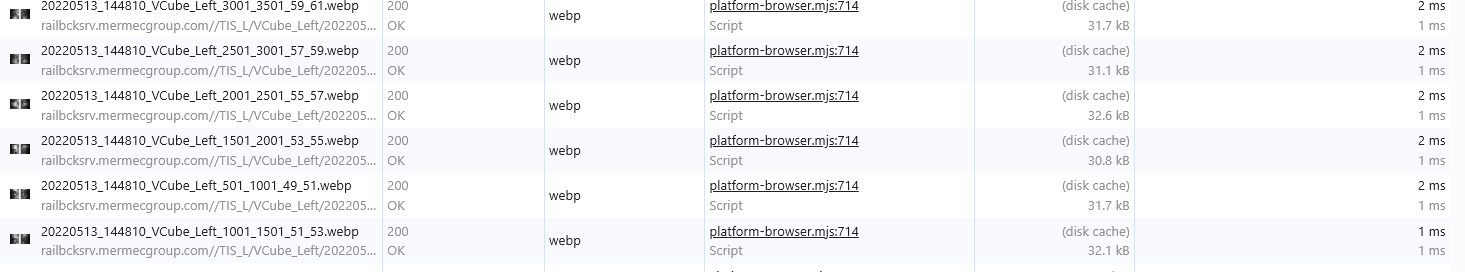 20220513_144810_VCube_Left_3001_3501_59_61.webp 200 webp platform-browser.mjs:714 (disk cache) 2 ms
railbcksrv.mermecgroup.com//TIS_L/VCube_Left/202205... OK Script 31.7 kB 1 ms
20220513_144810_VCube_Left_2501_3001_57_59.webp 200 webp platform-browser.mjs:714 (disk cache) 2 ms
railbcksrv.mermecgroup.com//TIS_L/VCube_Left/202205... OK Script 31.1 kB 1 ms
20220513_144810_VCube_Left_2001_2501_55_57.webp 200 webp platform-browser.mjs:714 (disk cache) 2 ms
railbcksrv.mermecgroup.com//TIS_L/VCube_Left/202205... OK Script 32.6 kB 1 ms
20220513_144810_VCube_Left_1501_2001_53_55.webp 200 webp platform-browser.mjs:714 (disk cache) 2 ms
railbcksrv.mermecgroup.com//TIS_L/VCube_Left/202205... OK Script 30.8 kB 1 ms
20220513_144810_VCube_Left_501_1001_49_51.webp 200 webp platform-browser.mjs:714 (disk cache) 2 ms
railbcksrv.mermecgroup.com//TIS_L/VCube_Left/202205... OK Script 31.7 kB 1 ms
20220513_144810_VCube_Left_1001_1501_51_53.webp 200 webp platform-browser.mjs:714 (disk cache) 1 ms
railbcksrv.mermecgroup.com//TIS_L/VCube_Left/202205... OK Script 32.1 kB 1 ms